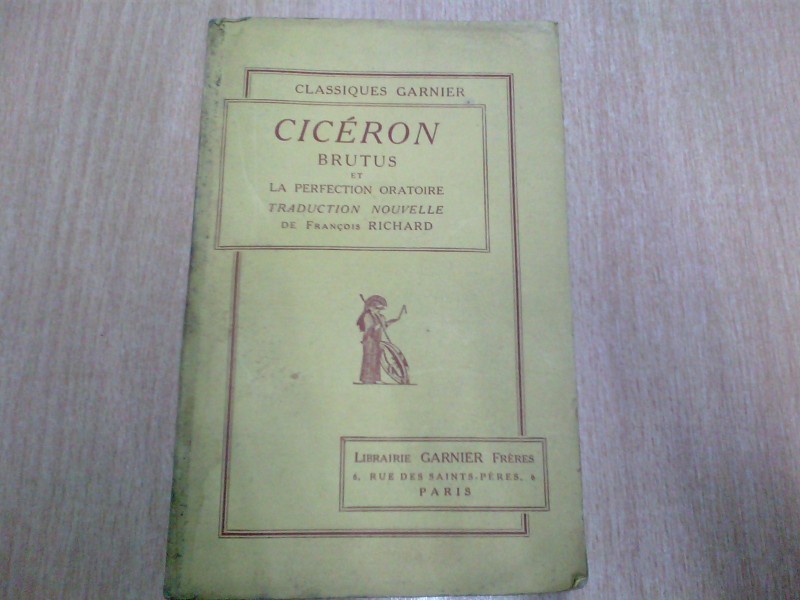 CLASSIQUES GARNIER
CICÉRON
BRUTUS
ET
LA PERFECTION ORATOIRE
TRADUCTION NOUVELLE
DE FRANÇOIS RICHARD
LIBRAIRIE GARNIER FRÈRES
6, RUE DES SAINTS-PÈRES, 6
PARIS